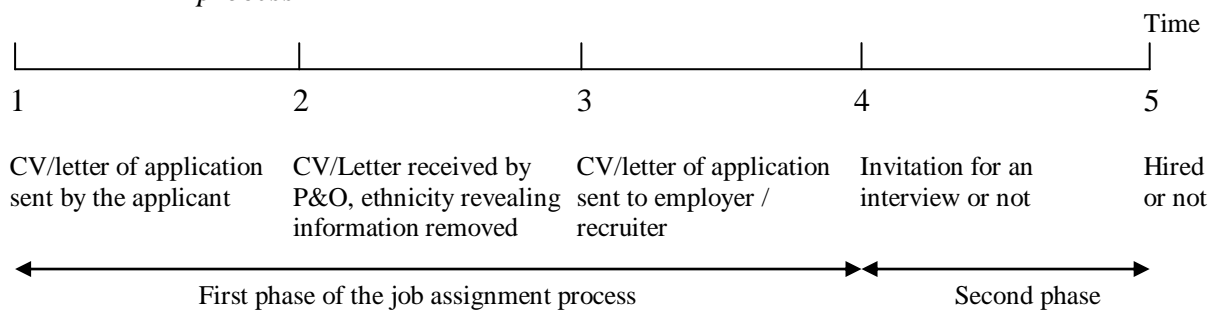 process
Time
1 2 3 4 5
CV/letter of application CV/Letter received by CV/letter of application Invitation for an Hired
sent by the applicant P&O, ethnicity revealing sent to employer / interview or not or not
information removed recruiter
First phase of the job assignment process Second phase